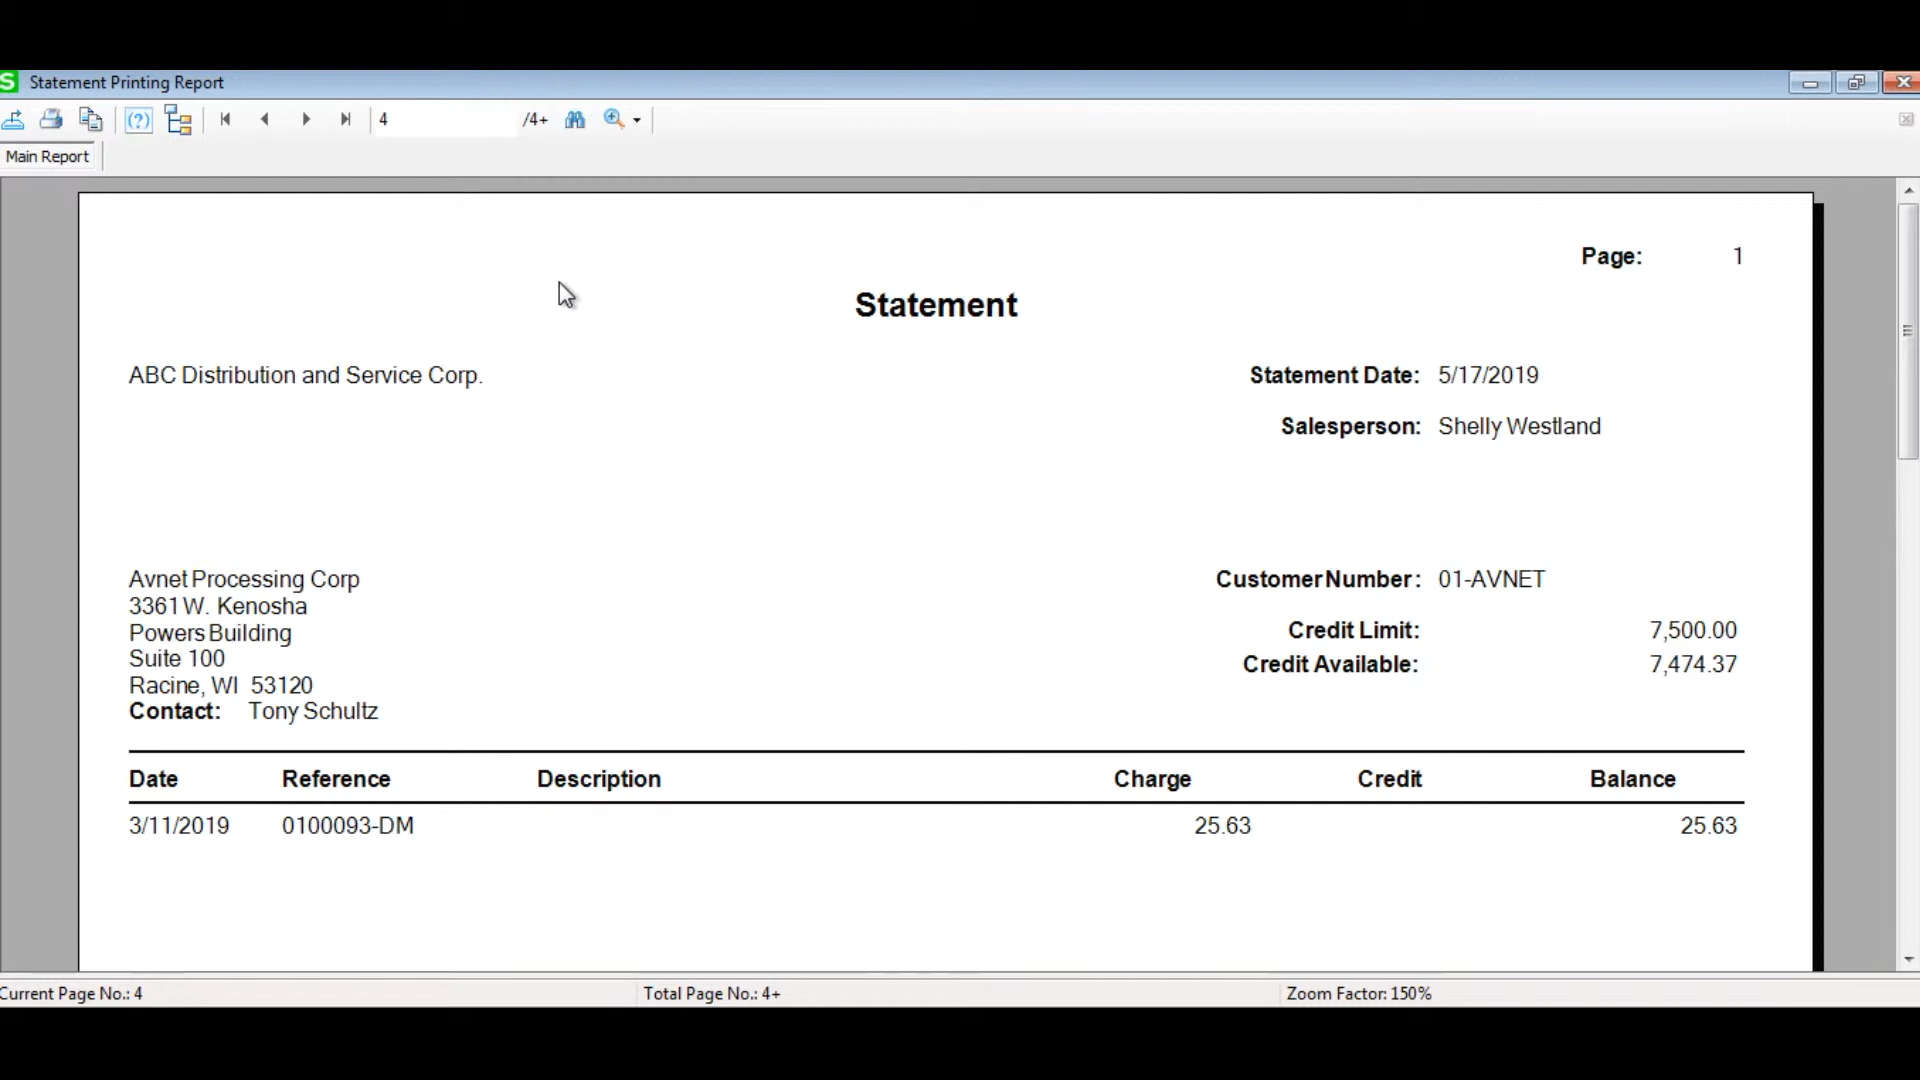 S Statement Printing Report
(?) 4 /4+
Main Report
Page: 1
Statement
ABC Distribution and Service Corp. Statement Date: 5/17/2019
Salesperson: Shelly Westland
Avnet Processing Corp Customer Number: 01-AVNET
3361 W. Kenosha
Powers Building Credit Limit: 7,500.00
Suite 100 Credit Available: 7,474.37
Racine, WI 53120
Contact: Tony Schultz
Date Reference Description Charge Credit Balance
3/11/2019 0100093-DM 25.63 25.63
Current Page No.: 4 Total Page No.: 4+ Zoom Factor: 150%